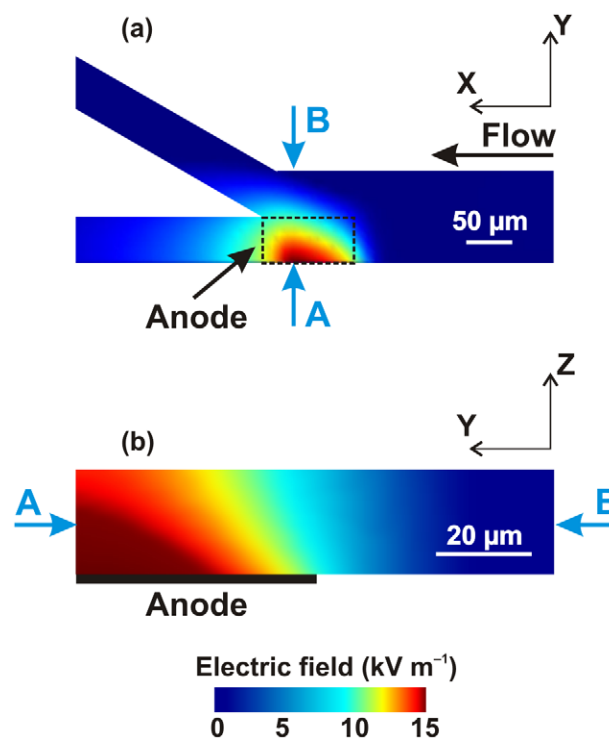 (a)
Y
X
B
Flow
50 µm
Anode
A
(b)
Z
Y
A
B
20 µm
Anode
Electric field (kV m⁻¹)
0 5 10 15